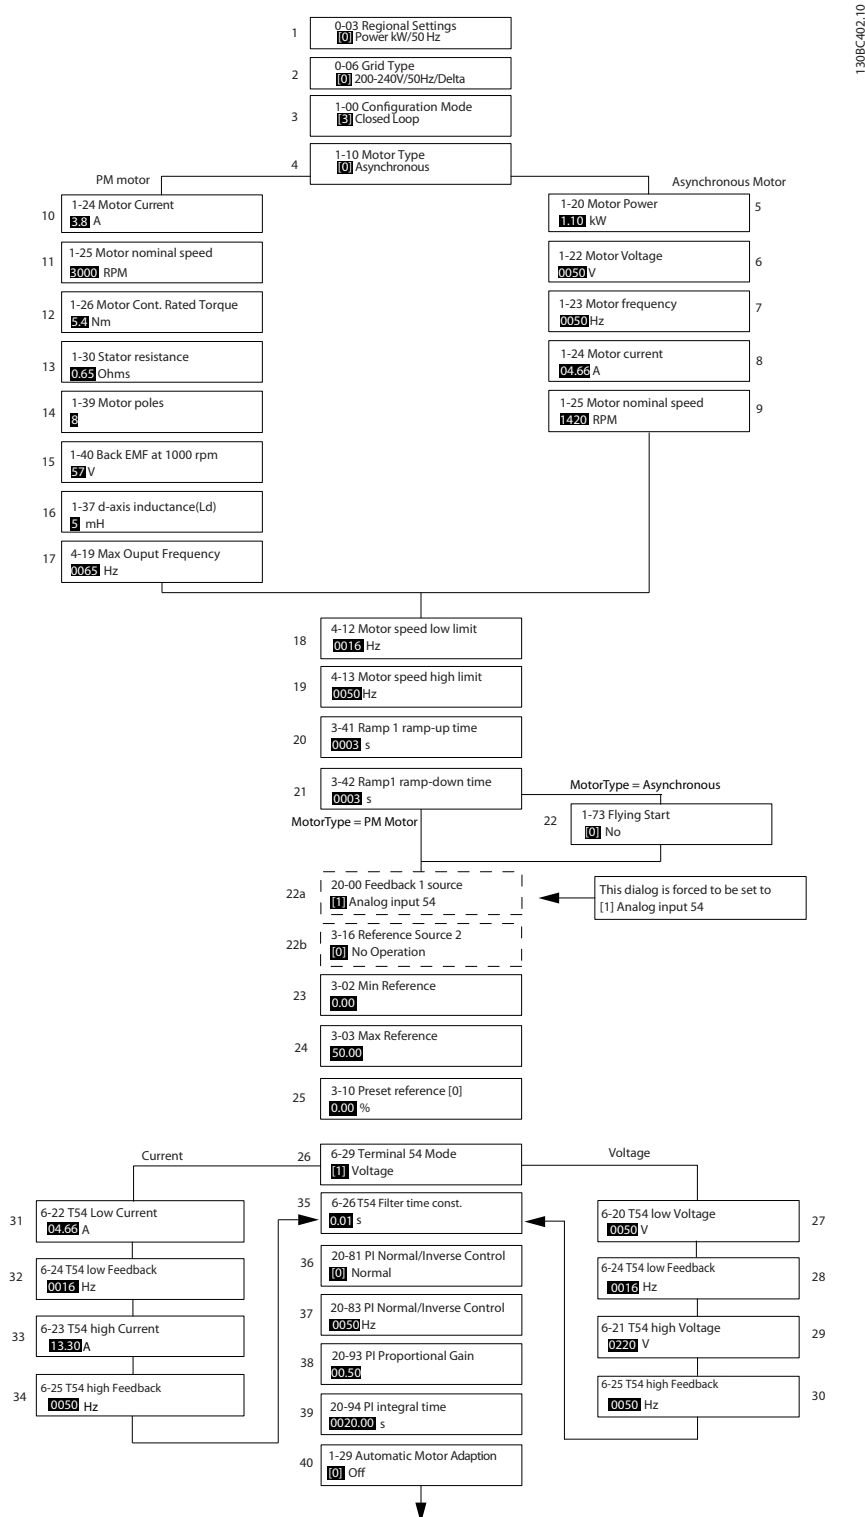 130BC402.10
1
0-03 Regional Settings
[0] Power kW/50 Hz
2
0-06 Grid Type
[0] 200-240V/50Hz/Delta
3
1-00 Configuration Mode
[3] Closed Loop
4
1-10 Motor Type
[0] Asynchronous
PM motor
10
1-24 Motor Current
3.8 A
11
1-25 Motor nominal speed
3000 RPM
12
1-26 Motor Cont. Rated Torque
5.4 Nm
13
1-30 Stator resistance
0.65 Ohms
14
1-39 Motor poles
8
15
1-40 Back EMF at 1000 rpm
57 V
16
1-37 d-axis inductance(Ld)
5 mH
17
4-19 Max Ouput Frequency
0065 Hz
Asynchronous Motor
1-20 Motor Power
1.10 kW
5
1-22 Motor Voltage
0050 V
6
1-23 Motor frequency
0050 Hz
7
1-24 Motor current
04.66 A
8
1-25 Motor nominal speed
1420 RPM
9
18
4-12 Motor speed low limit
0016 Hz
19
4-13 Motor speed high limit
0050 Hz
20
3-41 Ramp 1 ramp-up time
0003 s
21
3-42 Ramp1 ramp-down time
0003 s
MotorType = Asynchronous
MotorType = PM Motor
22
1-73 Flying Start
[0] No
22a
20-00 Feedback 1 source
[1] Analog input 54
This dialog is forced to be set to
[1] Analog input 54
22b
3-16 Reference Source 2
[0] No Operation
23
3-02 Min Reference
0.00
24
3-03 Max Reference
50.00
25
3-10 Preset reference [0]
0.00 %
26
6-29 Terminal 54 Mode
[1] Voltage
Current
Voltage
31
6-22 T54 Low Current
04.66 A
32
6-24 T54 low Feedback
0016 Hz
33
6-23 T54 high Current
13.30 A
34
6-25 T54 high Feedback
0050 Hz
35
6-26 T54 Filter time const.
0.01 s
36
20-81 PI Normal/Inverse Control
[0] Normal
37
20-83 PI Normal/Inverse Control
0050 Hz
38
20-93 PI Proportional Gain
00.50
39
20-94 PI integral time
0020.00 s
40
1-29 Automatic Motor Adaption
[0] Off
6-20 T54 low Voltage
0050 V
27
6-24 T54 low Feedback
0016 Hz
28
6-21 T54 high Voltage
0220 V
29
6-25 T54 high Feedback
0050 Hz
30